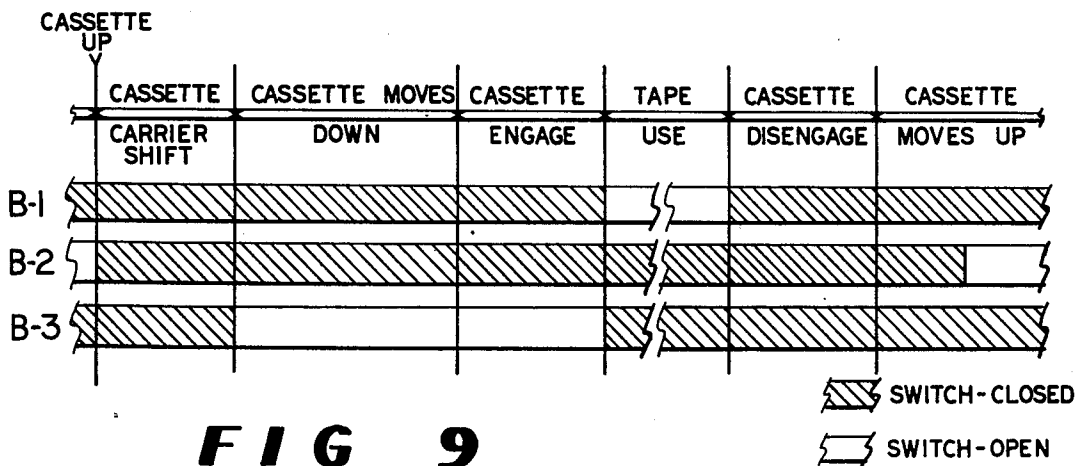 CASSETTE
UP
CASSETTE CASSETTE MOVES CASSETTE TAPE CASSETTE CASSETTE
CARRIER DOWN ENGAGE USE DISENGAGE MOVES UP
SHIFT
B-1
B-2
B-3
SWITCH-CLOSED
SWITCH-OPEN
FIG 9